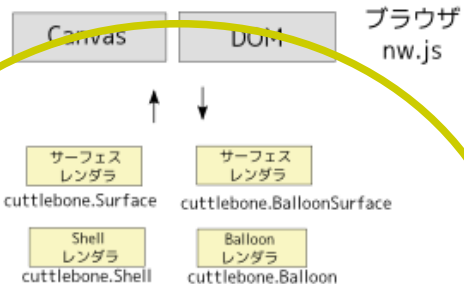 Canvas
DOM
ブラウザ
nw.js
サーフェス
レンダラ
cuttlebone.Surface
サーフェス
レンダラ
cuttlebone.BalloonSurface
Shell
レンダラ
cuttlebone.Shell
Balloon
レンダラ
cuttlebone.Balloon